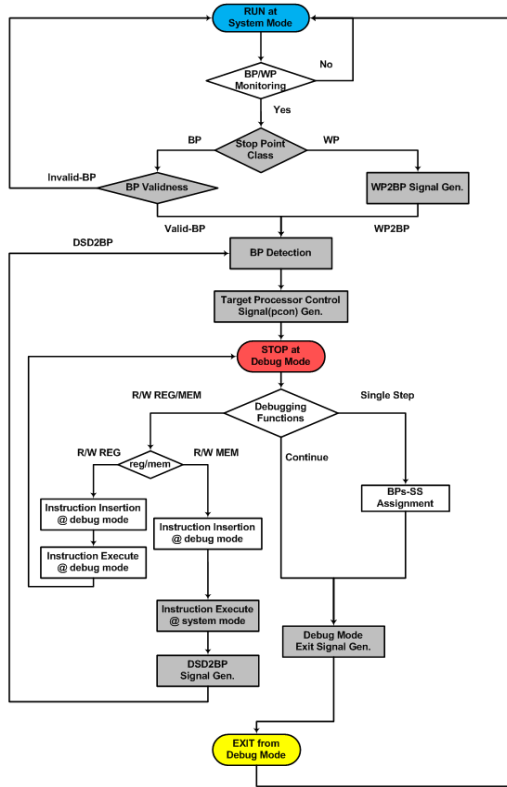 RUN at
System Mode
No
BP/WP
Monitoring
Yes
BP
WP
Stop Point
Class
Invalid-BP
BP Validness
WP2BP Signal Gen.
Valid-BP
WP2BP
DSD2BP
BP Detection
Target Processor Control
Signal(pcon) Gen.
STOP at
Debug Mode
R/W REG/MEM
Single Step
Debugging
Functions
R/W REG
R/W MEM
Continue
reg/mem
BPs-SS
Assignment
Instruction Insertion
@ debug mode
Instruction Insertion
@ debug mode
Instruction Execute
@ debug mode
Instruction Execute
@ system mode
Debug Mode
Exit Signal Gen.
DSD2BP
Signal Gen.
EXIT from
Debug Mode